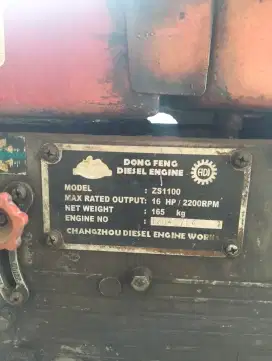 DONG FENG
DIESEL ENGINE
ADI
MODEL : ZS1100
MAX RATED OUTPUT: 16 HP/2200RPM
NET WEIGHT : 165 kg
ENGINE NO :
CHANGZHOU DIESEL ENGINE WORKS